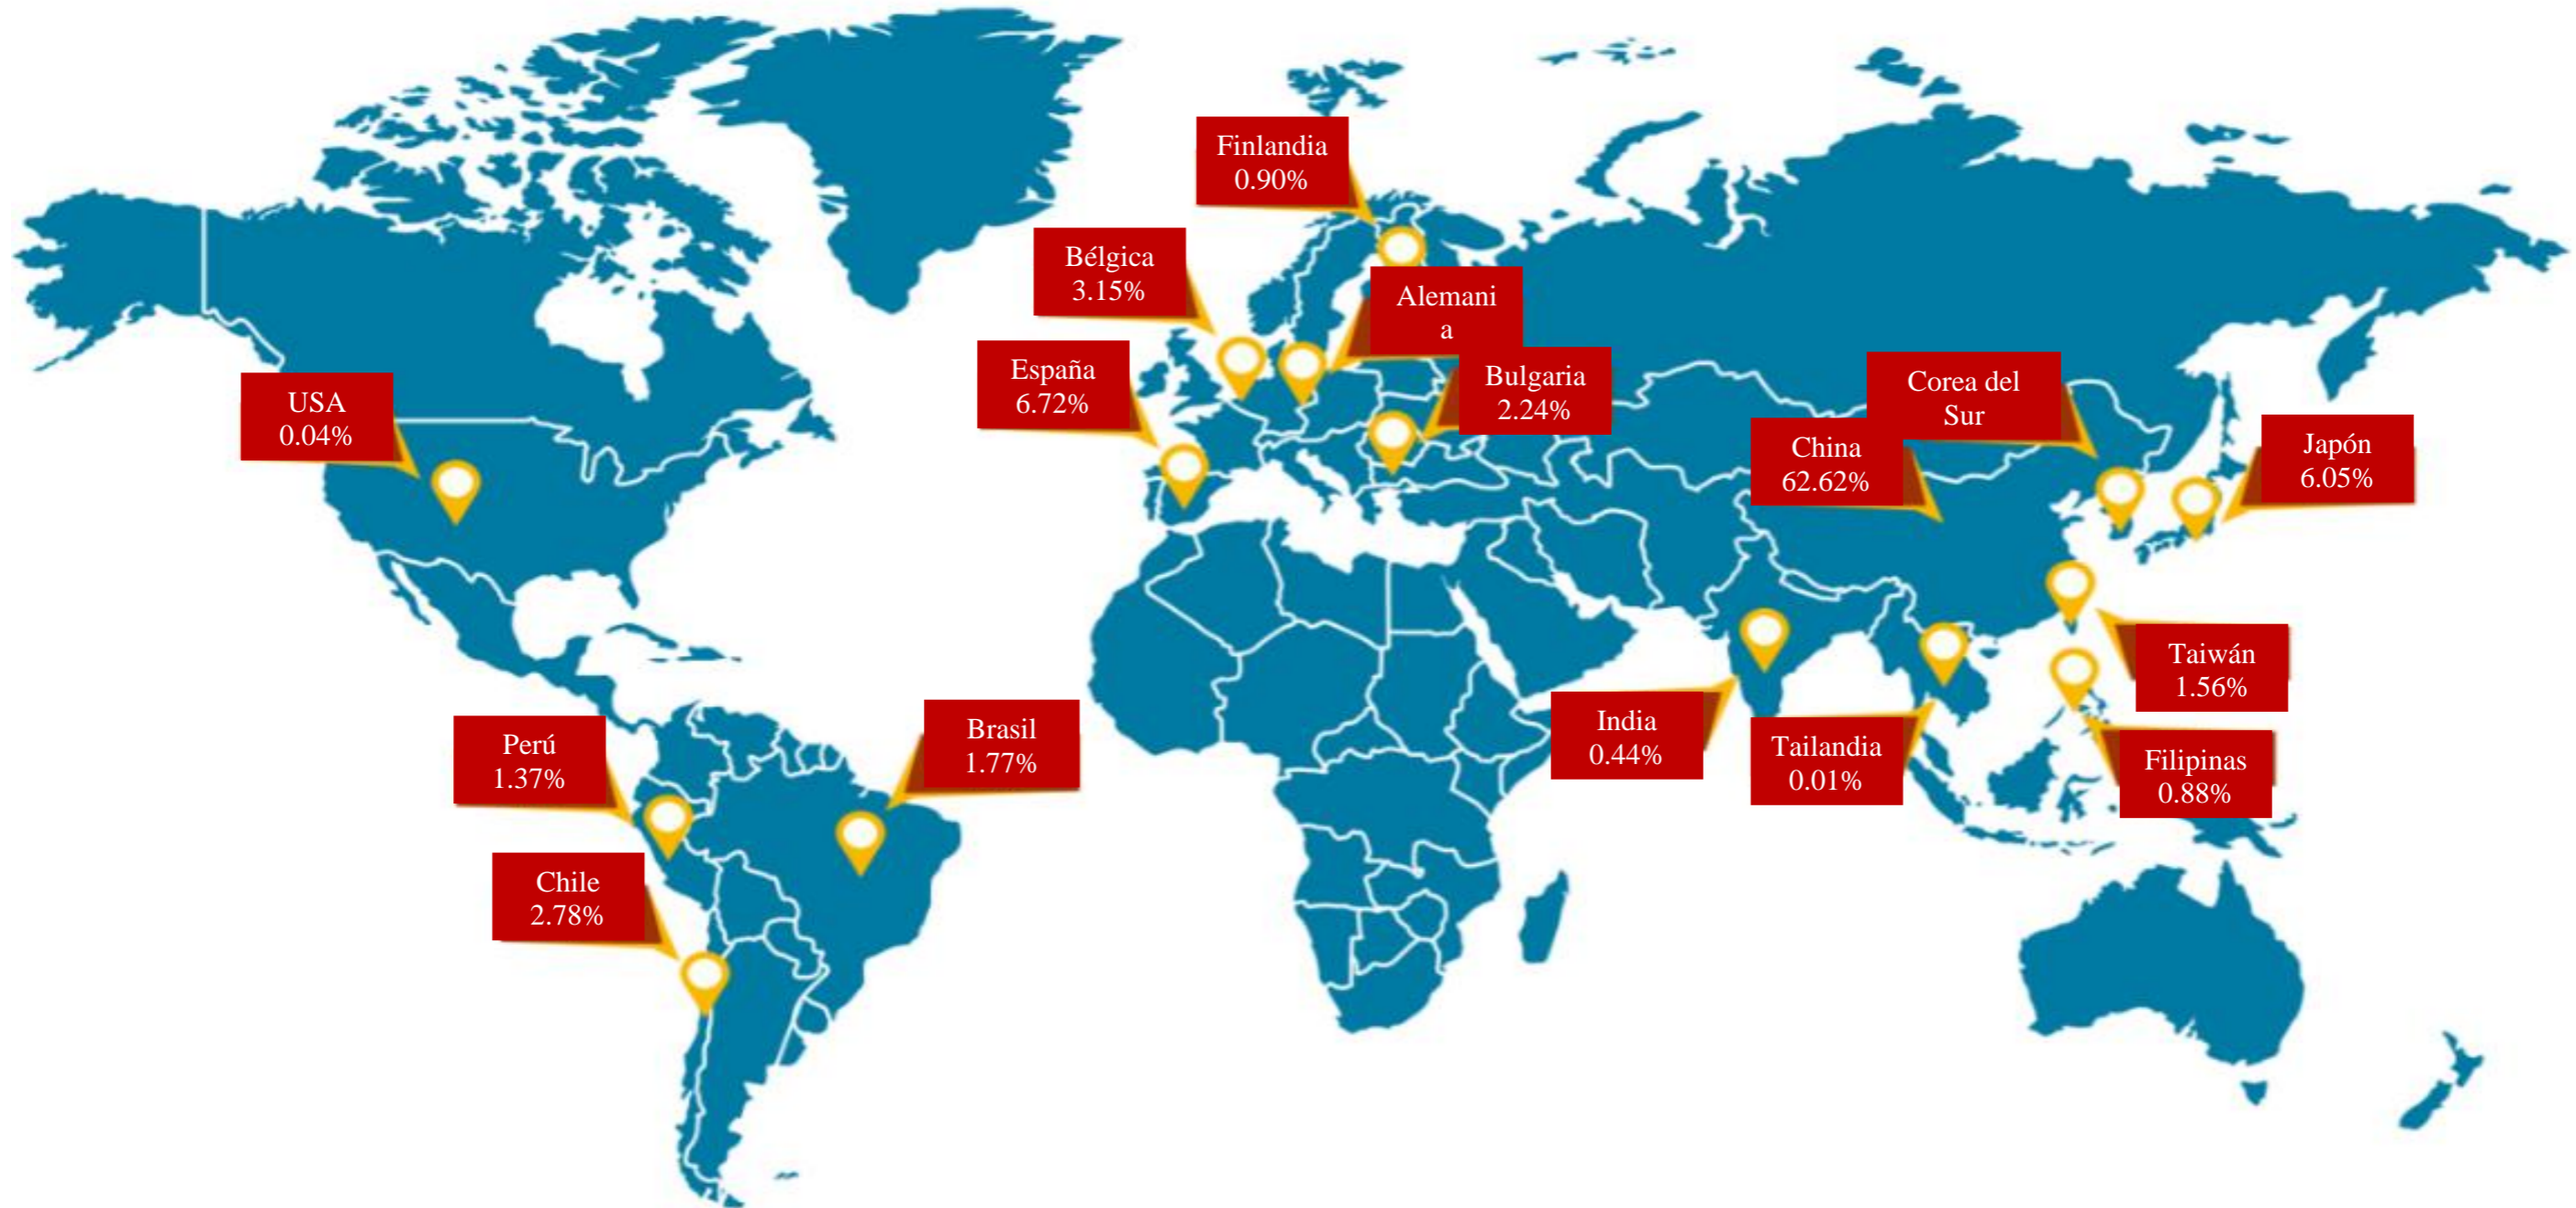 Finlandia
0.90%
Bélgica
3.15%
Alemani
a
España
6.72%
Bulgaria
2.24%
Corea del
Sur
USA
0.04%
China
62.62%
Japón
6.05%
Taiwán
1.56%
India
0.44%
Tailandia
0.01%
Filipinas
0.88%
Perú
1.37%
Brasil
1.77%
Chile
2.78%